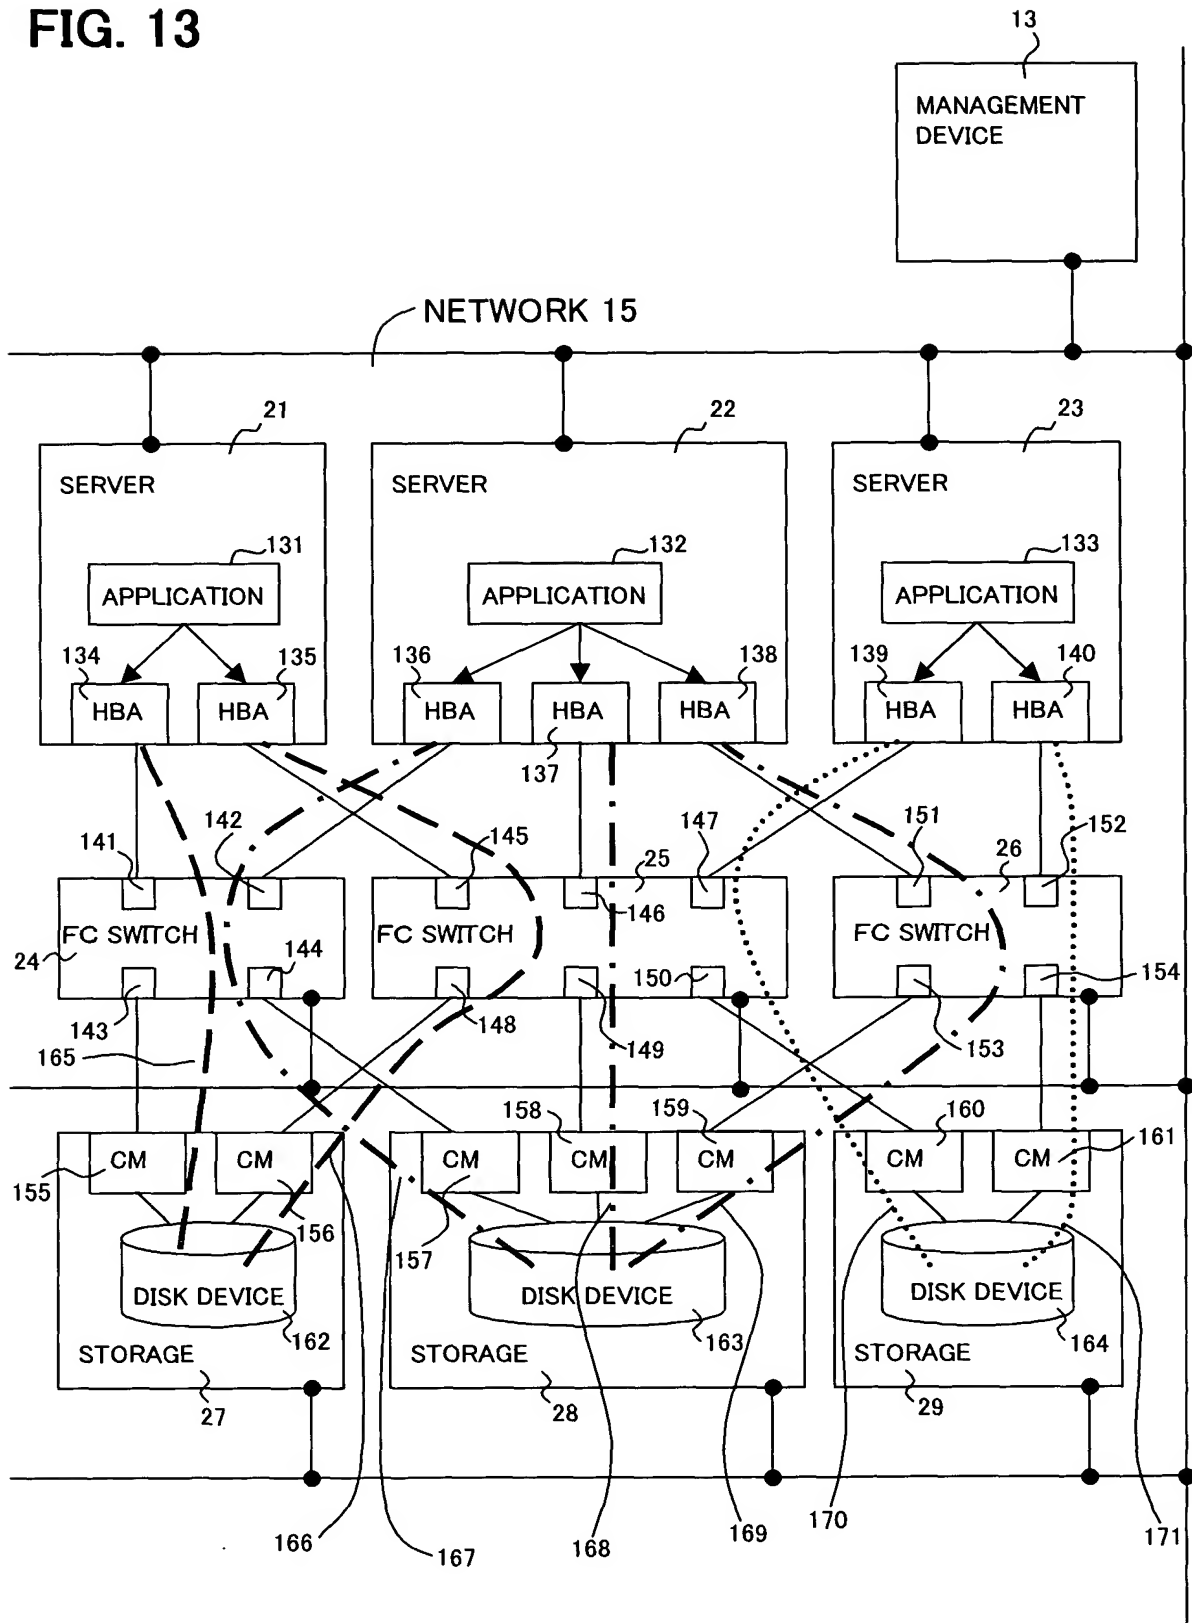 FIG. 13
13
MANAGEMENT
DEVICE
NETWORK 15
21
22
23
SERVER
SERVER
SERVER
131
132
133
APPLICATION
APPLICATION
APPLICATION
134
135
136
138
139
140
HBA
HBA
HBA
HBA
HBA
HBA
HBA
137
141
142
145
147
151
152
25
26
146
FC SWITCH
FC SWITCH
FC SWITCH
24
144
150
154
143
148
149
153
165
158
159
160
161
CM
CM
CM
CM
CM
CM
CM
155
156
157
DISK DEVICE
DISK DEVICE
DISK DEVICE
162
163
164
STORAGE
STORAGE
STORAGE
27
28
29
166
167
168
169
170
171